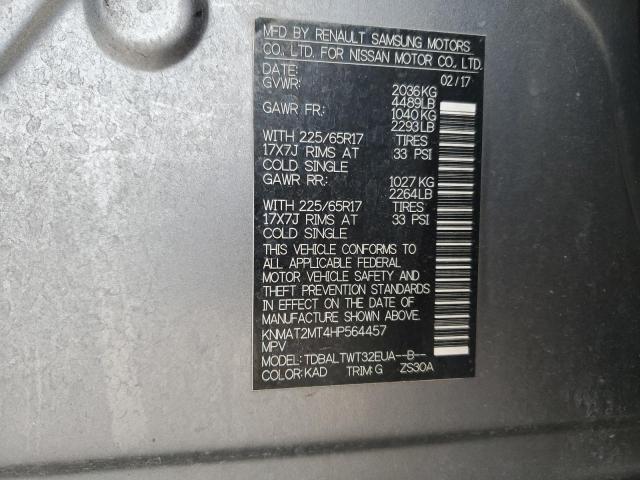 MFD BY RENAULT SAMSUNG MOTORS
CO. LTD. FOR NISSAN MOTOR CO., LTD.
DATE: 02/17
GVWR: 2036KG
4489LB
GAWR FR: 1040KG
2293LB
WITH 225/65R17 TIRES
17X7J RIMS AT 33 PSI
COLD SINGLE
GAWR RR: 1027KG
2264LB
WITH 225/65R17 TIRES
17X7J RIMS AT 33 PSI
COLD SINGLE
THIS VEHICLE CONFORMS TO
ALL APPLICABLE FEDERAL
MOTOR VEHICLE SAFETY AND
THEFT PREVENTION STANDARDS
IN EFFECT ON THE DATE OF
MANUFACTURE SHOWN ABOVE.
KNMAT2MT4HP564457
MPV
MODEL: TDBALTWT32EUA--B--
COLOR: KAD TRIM: G ZS30A